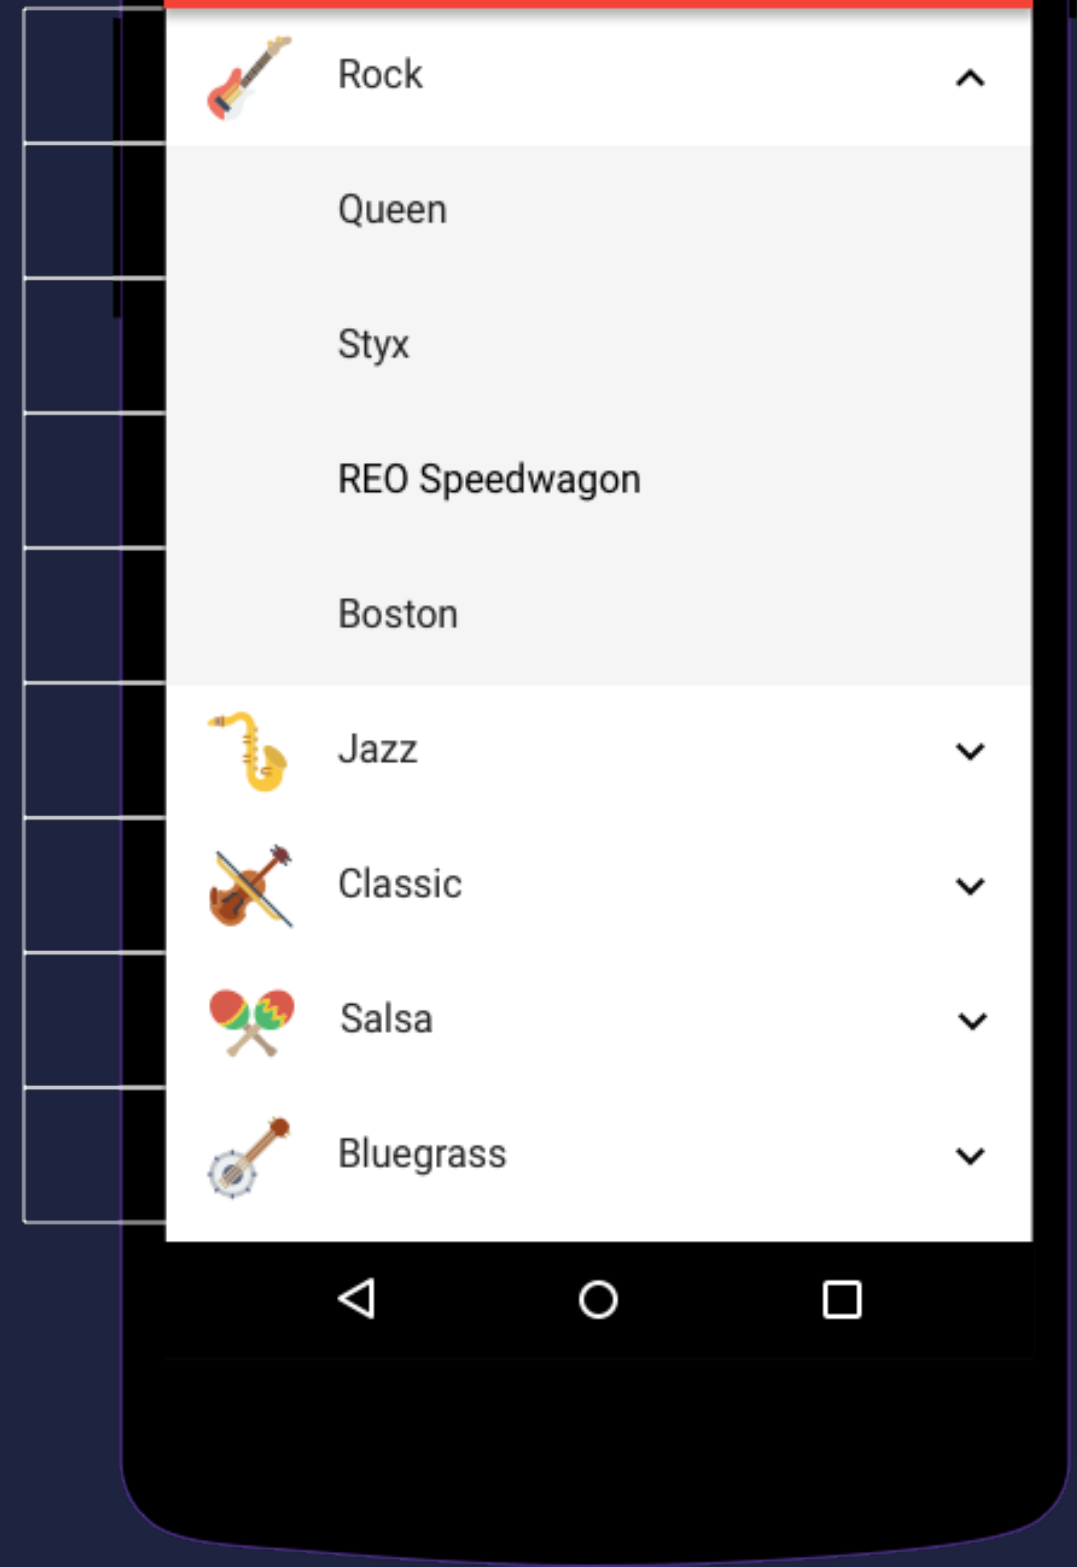 Rock
Queen
Styx
REO Speedwagon
Boston
Jazz
Classic
Salsa
Bluegrass